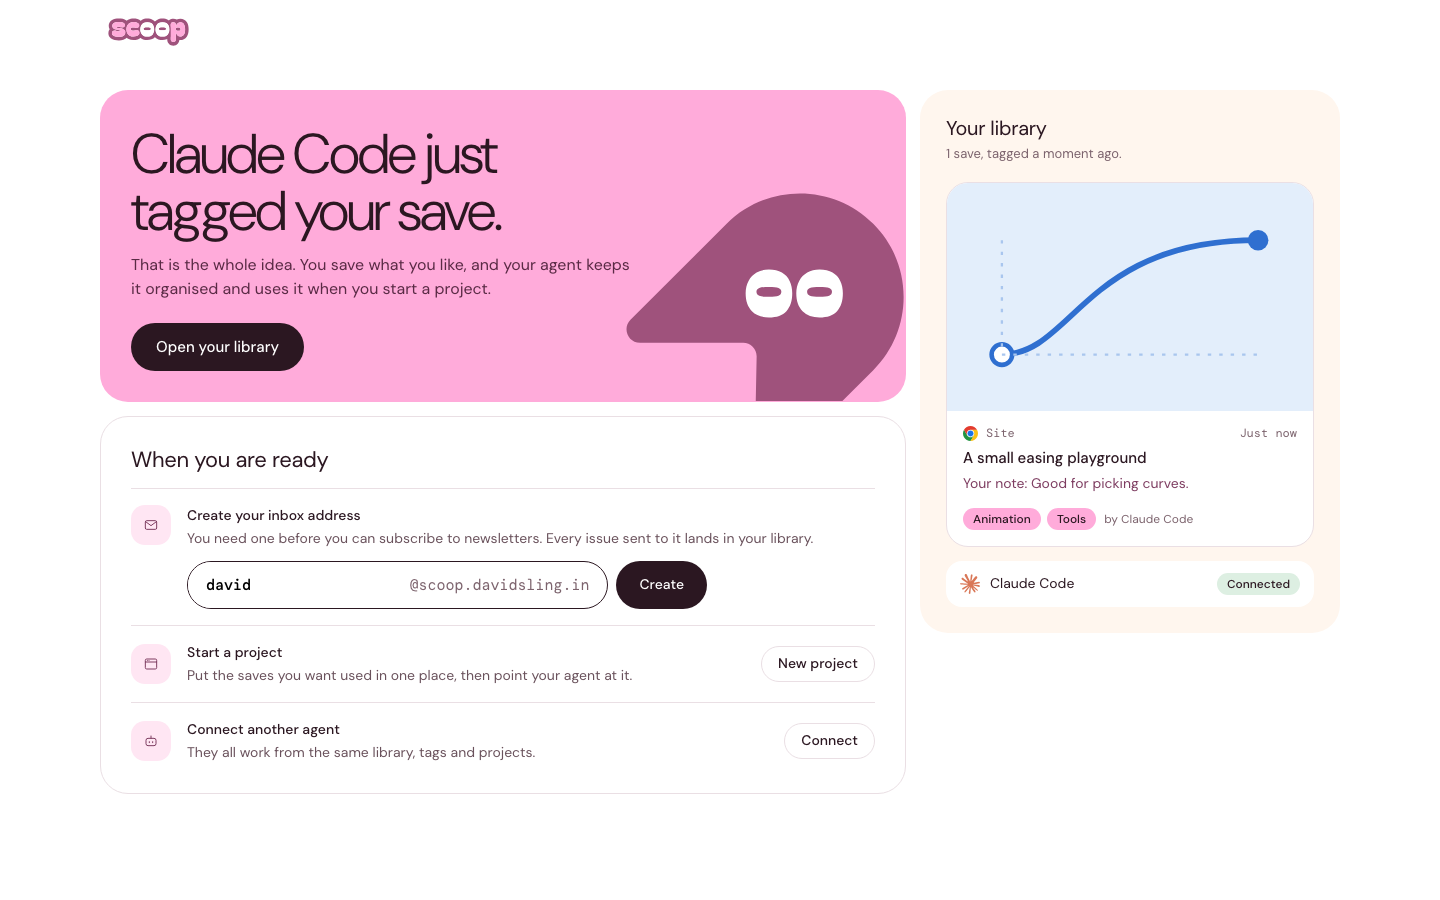 scoop
Claude Code just
tagged your save.
That is the whole idea. You save what you like, and your agent keeps
it organised and uses it when you start a project.
Open your library
When you are ready
Create your inbox address
You need one before you can subscribe to newsletters. Every issue sent to it lands in your library.
david @scoop.davidsling.in Create
Start a project
Put the saves you want used in one place, then point your agent at it.
New project
Connect another agent
They all work from the same library, tags and projects.
Connect
Your library
1 save, tagged a moment ago.
Site Just now
A small easing playground
Your note: Good for picking curves.
Animation Tools by Claude Code
Claude Code Connected